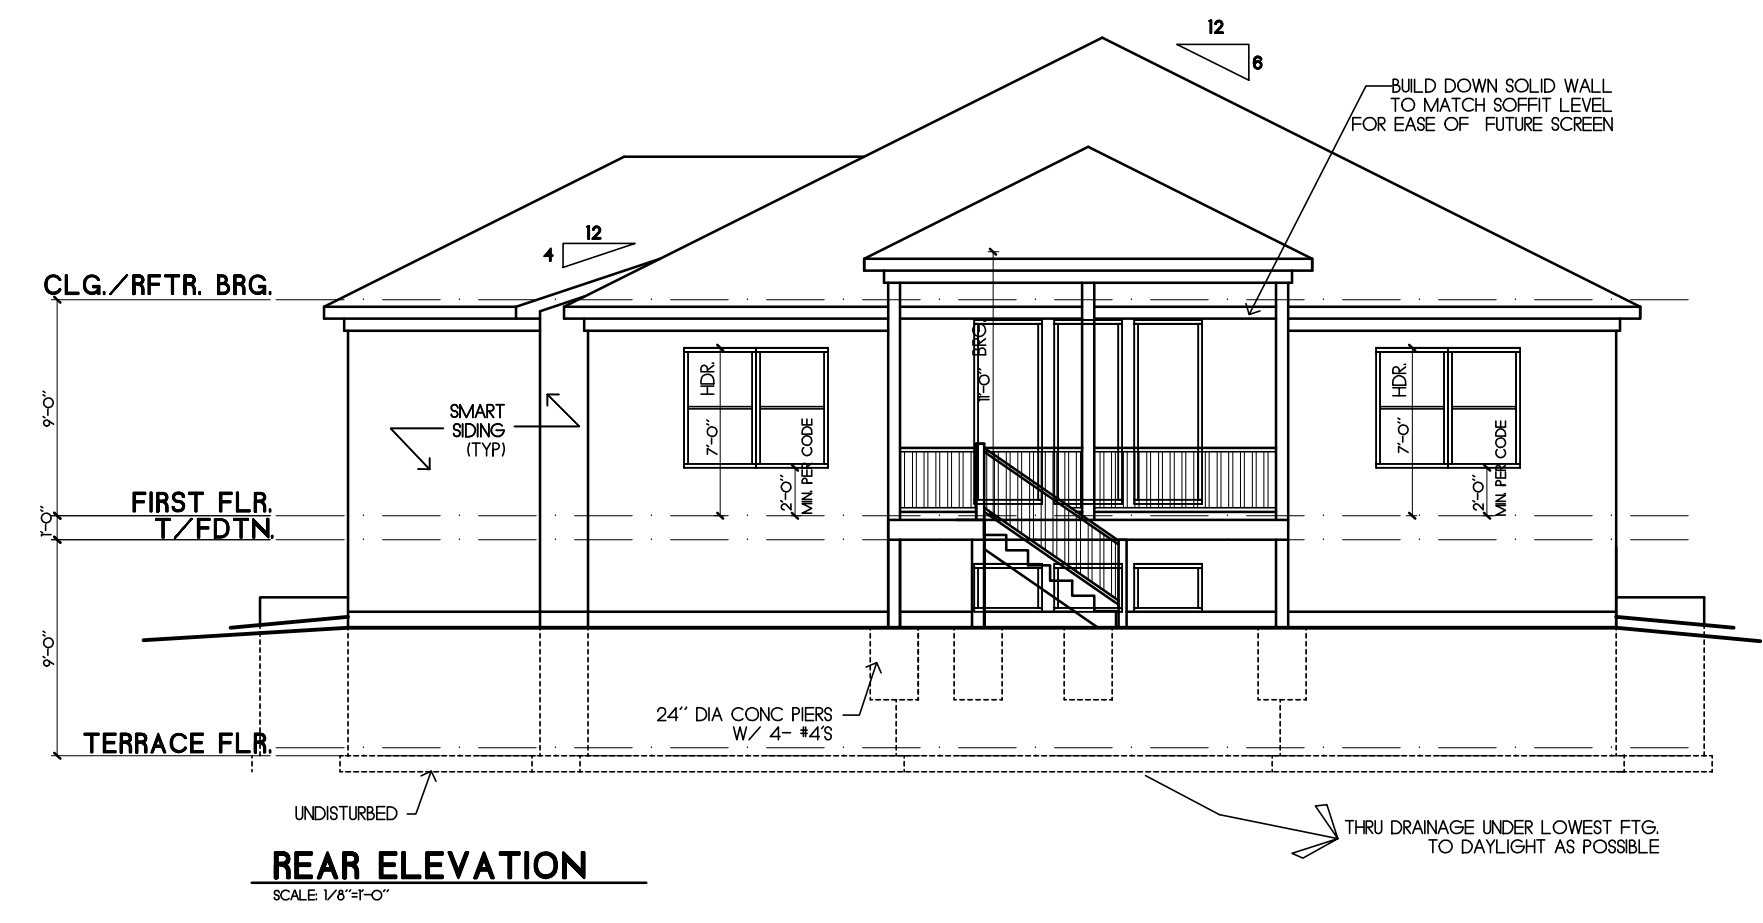 12
6
BUILD DOWN SOLID WALL
TO MATCH SOFFIT LEVEL
FOR EASE OF FUTURE SCREEN
12
4
CLG./RFTR. BRG.
11'-0" BRG.
HDR.
7'-0"
HDR.
7'-0"
9'-0"
SMART
SIDING
(TYP)
2'-0"
MIN. PER CODE
2'-0"
MIN. PER CODE
FIRST FLR.
1'-0"
T/FDTN.
9'-0"
24" DIA CONC PIERS
W/ 4- #4'S
TERRACE FLR.
UNDISTURBED
THRU DRAINAGE UNDER LOWEST FTG.
TO DAYLIGHT AS POSSIBLE
REAR ELEVATION
SCALE: 1/8"=1'-0"